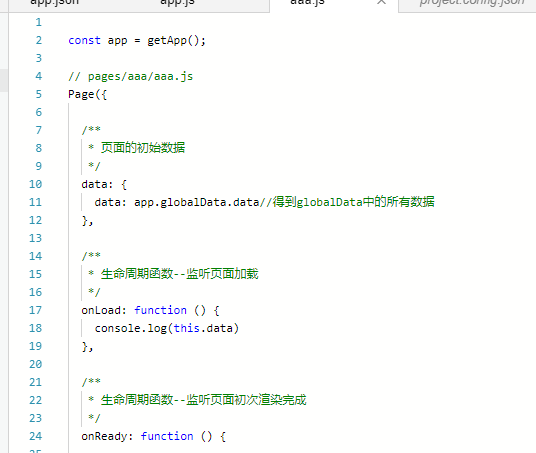 app.json app.js aaa.js project.config.json
1
2 const app = getApp();
3
4 // pages/aaa/aaa.js
5 Page({
6
7 /**
8 * 页面的初始数据
9 */
10 data: {
11 data: app.globalData.data//得到globalData中的所有数据
12 },
13
14 /**
15 * 生命周期函数--监听页面加载
16 */
17 onLoad: function () {
18 console.log(this.data)
19 },
20
21 /**
22 * 生命周期函数--监听页面初次渲染完成
23 */
24 onReady: function () {